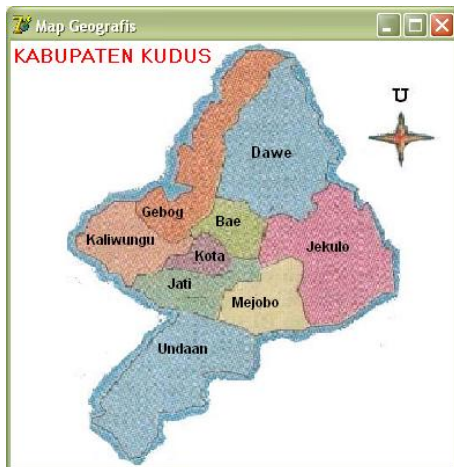 Map Geografis
KABUPATEN KUDUS
U
Dawe
Gebog
Bae
Kaliwungu
Jekulo
Kota
Jati
Mejobo
Undaan